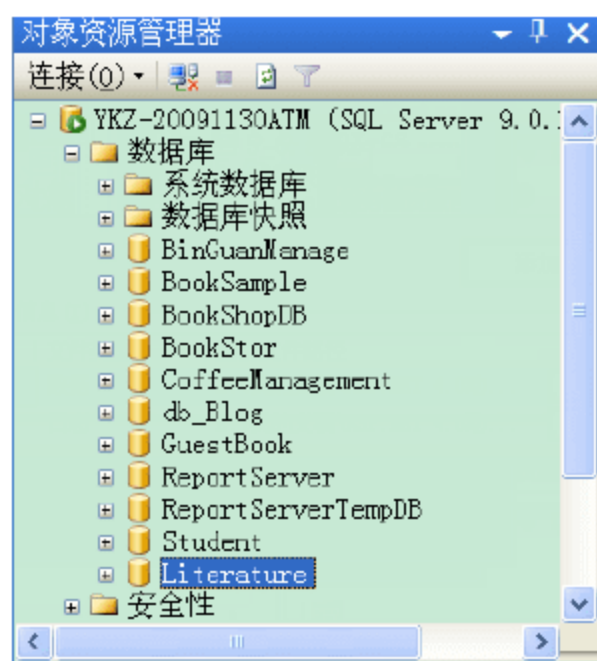 对象资源管理器
连接(O)
YKZ-20091130ATM (SQL Server 9.0.
数据库
系统数据库
数据库快照
BinGuanManage
BookSample
BookShopDB
BookStor
CoffeeManagement
db_Blog
GuestBook
ReportServer
ReportServerTempDB
Student
Literature
安全性